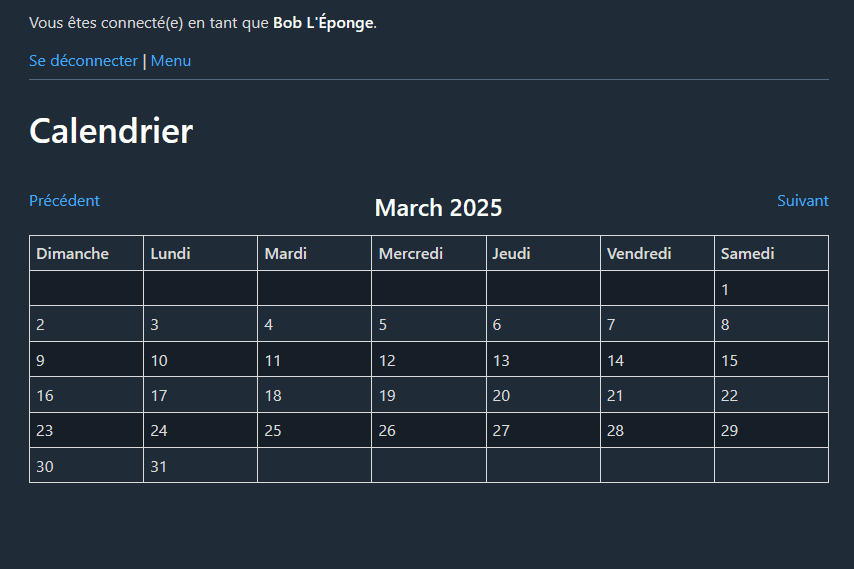 Vous êtes connecté(e) en tant que Bob L'Éponge.
Se déconnecter | Menu
Calendrier
Précédent March 2025 Suivant
Dimanche Lundi Mardi Mercredi Jeudi Vendredi Samedi
1
2 3 4 5 6 7 8
9 10 11 12 13 14 15
16 17 18 19 20 21 22
23 24 25 26 27 28 29
30 31